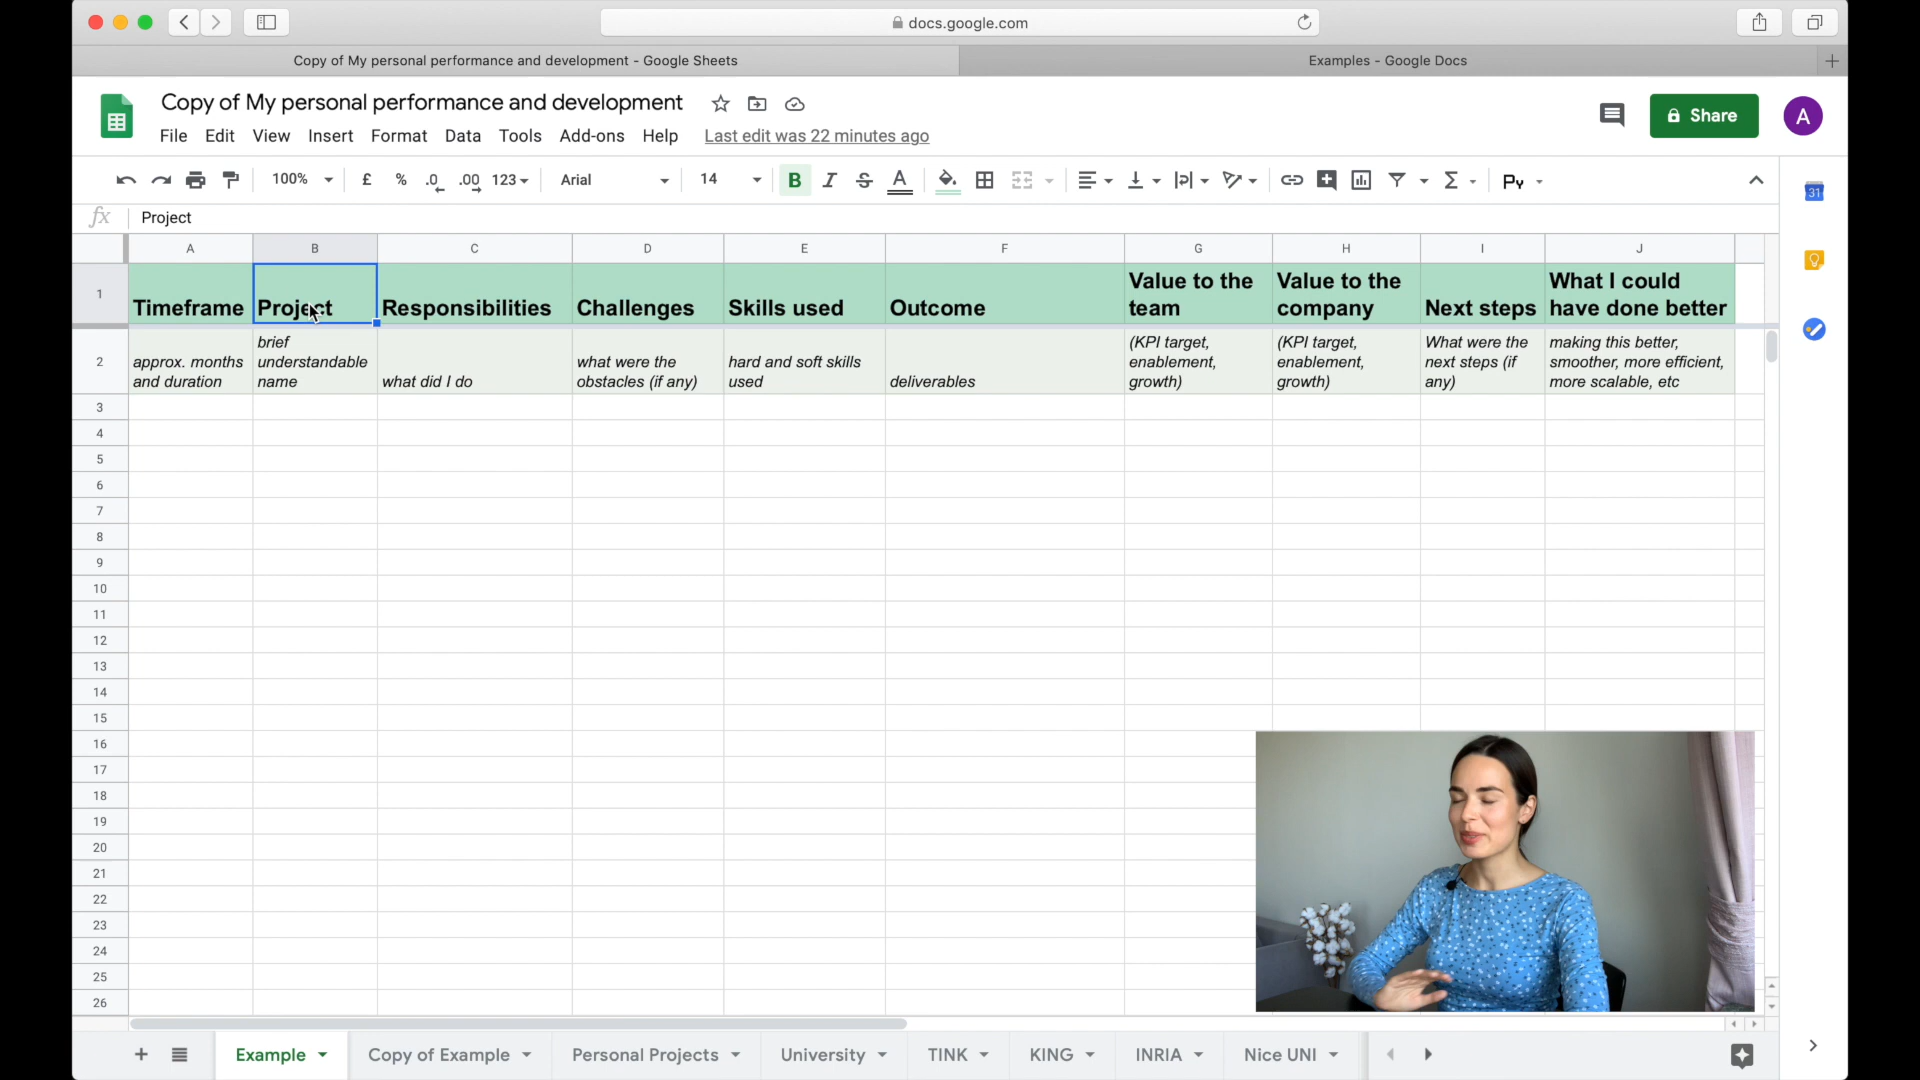 docs.google.com
Copy of My personal performance and development - Google Sheets
Examples - Google Docs
Copy of My personal performance and development
File Edit View Insert Format Data Tools Add-ons Help Last edit was 22 minutes ago
Share
A
100% £ % .0 .00 123 Arial 14 B I S A Σ Py
31
fx Project
A B C D E F G H I J
1
Timeframe
Project
Responsibilities
Challenges
Skills used
Outcome
Value to the
team
Value to the
company
Next steps
What I could
have done better
2
approx. months
and duration
brief
understandable
name
what did I do
what were the
obstacles (if any)
hard and soft skills
used
deliverables
(KPI target,
enablement,
growth)
(KPI target,
enablement,
growth)
What were the
next steps (if
any)
making this better,
smoother, more efficient,
more scalable, etc
3
4
5
6
7
8
9
10
11
12
13
14
15
16
17
18
19
20
21
22
23
24
25
26
Example Copy of Example Personal Projects University TINK KING INRIA Nice UNI